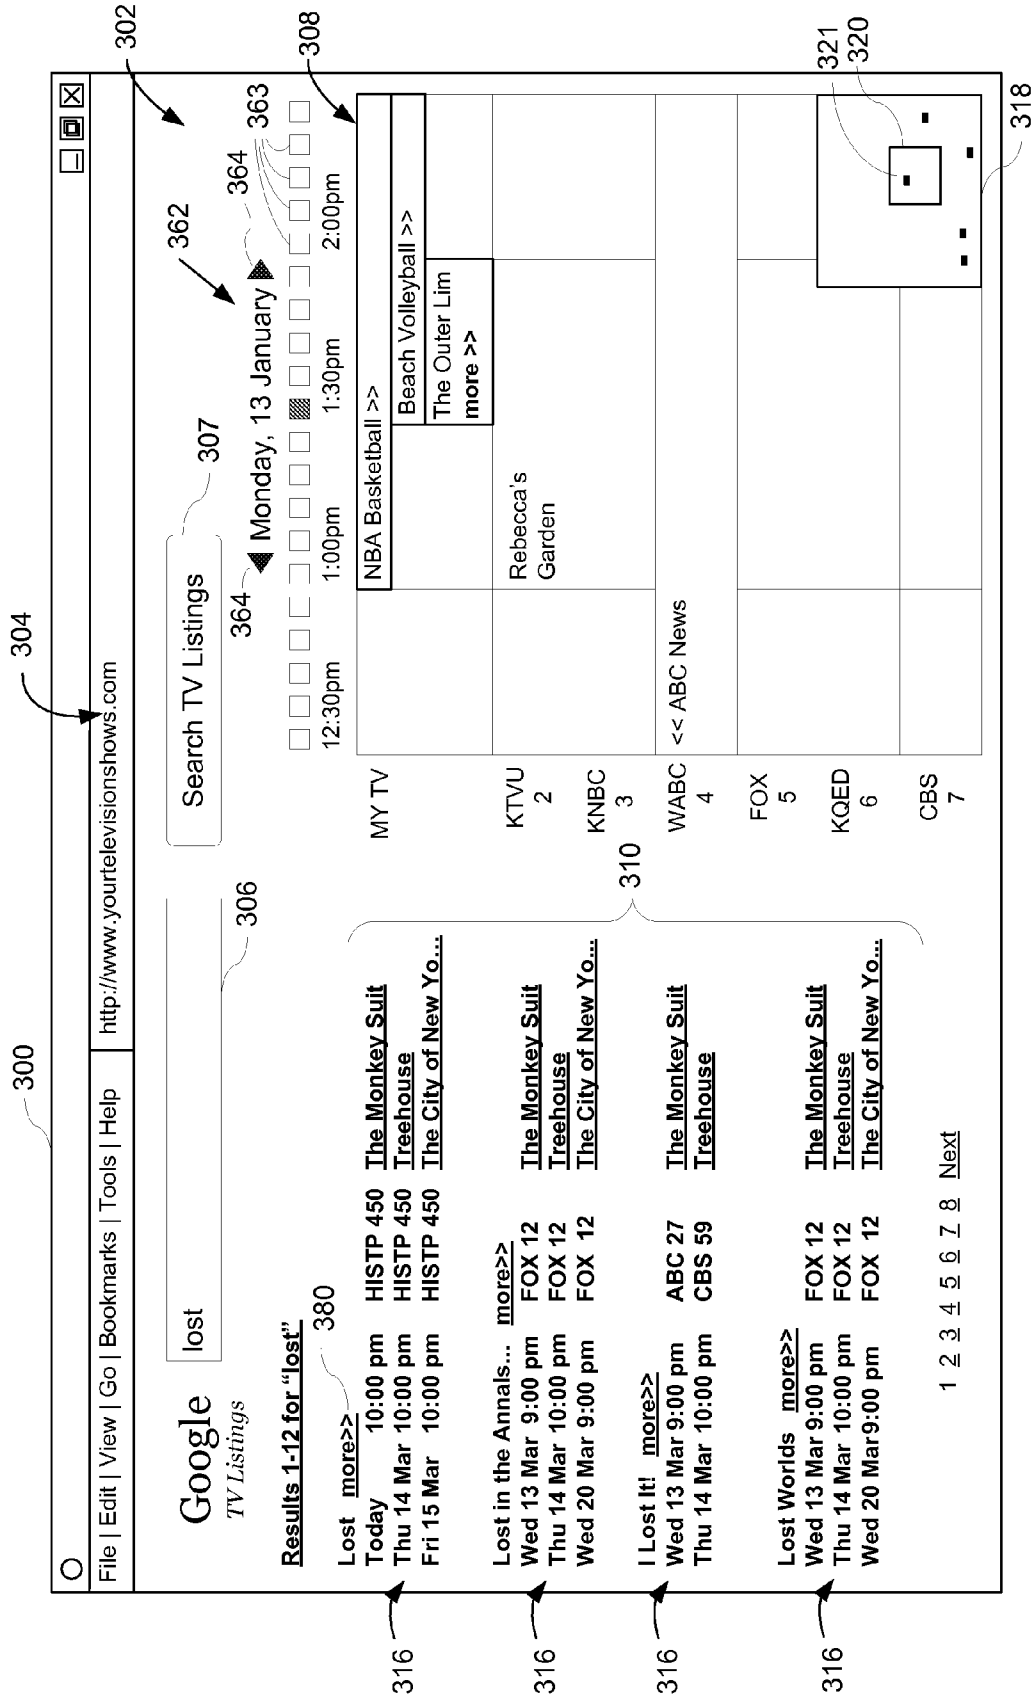 300
304
302
File | Edit | View | Go | Bookmarks | Tools | Help
http://www.yourtelevisionshows.com
Google
TV Listings
lost
306
Search TV Listings
307
362
364
Monday, 13 January
364
363
12:30pm
1:00pm
1:30pm
2:00pm
308
Results 1-12 for “lost”
380
Lost more>>
Today 10:00 pm HISTP 450 The Monkey Suit
Thu 14 Mar 10:00 pm HISTP 450 Treehouse
Fri 15 Mar 10:00 pm HISTP 450 The City of New Yo...
316
Lost in the Annals... more>>
Wed 13 Mar 9:00 pm FOX 12 The Monkey Suit
Thu 14 Mar 10:00 pm FOX 12 Treehouse
Wed 20 Mar 9:00 pm FOX 12 The City of New Yo...
316
I Lost It! more>>
Wed 13 Mar 9:00 pm ABC 27 The Monkey Suit
Thu 14 Mar 10:00 pm CBS 59 Treehouse
316
Lost Worlds more>>
Wed 13 Mar 9:00 pm FOX 12 The Monkey Suit
Thu 14 Mar 10:00 pm FOX 12 Treehouse
Wed 20 Mar9:00 pm FOX 12 The City of New Yo...
316
1 2 3 4 5 6 7 8 Next
310
MY TV
NBA Basketball >>
Beach Volleyball >>
The Outer Lim
more >>
KTVU
2
Rebecca's
Garden
KNBC
3
WABC
4
<< ABC News
FOX
5
KQED
6
CBS
7
321
320
318